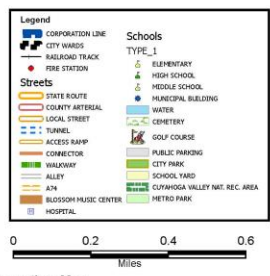 Legend
CORPORATION LINE
CITY WARDS
RAILROAD TRACK
FIRE STATION
Streets
STATE ROUTE
COUNTY ARTERIAL
LOCAL STREET
TUNNEL
ACCESS RAMP
CONNECTOR
WALKWAY
ALLEY
A74
BLOSSOM MUSIC CENTER
H HOSPITAL
Schools
TYPE_1
ELEMENTARY
HIGH SCHOOL
MIDDLE SCHOOL
MUNICIPAL BUILDING
WATER
CEMETERY
GOLF COURSE
PUBLIC PARKING
CITY PARK
SCHOOL YARD
CUYAHOGA VALLEY NAT. REC. AREA
METRO PARK
0 0.2 0.4 0.6
Miles